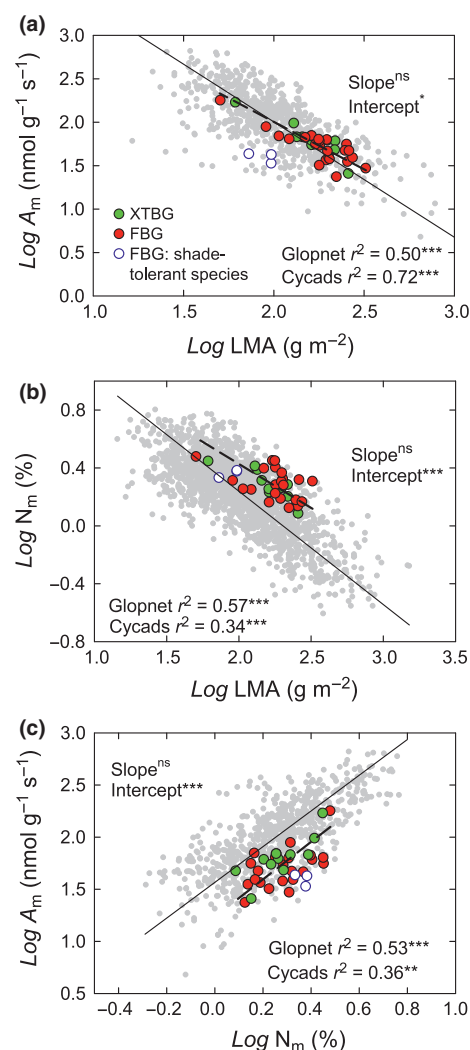 (a)
3.0
2.5
2.0
1.5
1.0
0.5
0.0
Log Aₘ (nmol g⁻¹ s⁻¹)
Slopeⁿˢ
Intercept*
XTBG
FBG
FBG: shade-
tolerant species
Glopnet r² = 0.50***
Cycads r² = 0.72***
1.0 1.5 2.0 2.5 3.0
Log LMA (g m⁻²)
(b)
0.8
0.4
0.0
−0.4
−0.8
Log Nₘ (%)
Slopeⁿˢ
Intercept***
Glopnet r² = 0.57***
Cycads r² = 0.34***
1.0 1.5 2.0 2.5 3.0 3.5
Log LMA (g m⁻²)
(c)
3.0
2.5
2.0
1.5
1.0
0.5
Log Aₘ (nmol g⁻¹ s⁻¹)
Slopeⁿˢ
Intercept***
Glopnet r² = 0.53***
Cycads r² = 0.36**
−0.4 −0.2 0.0 0.2 0.4 0.6 0.8 1.0
Log Nₘ (%)